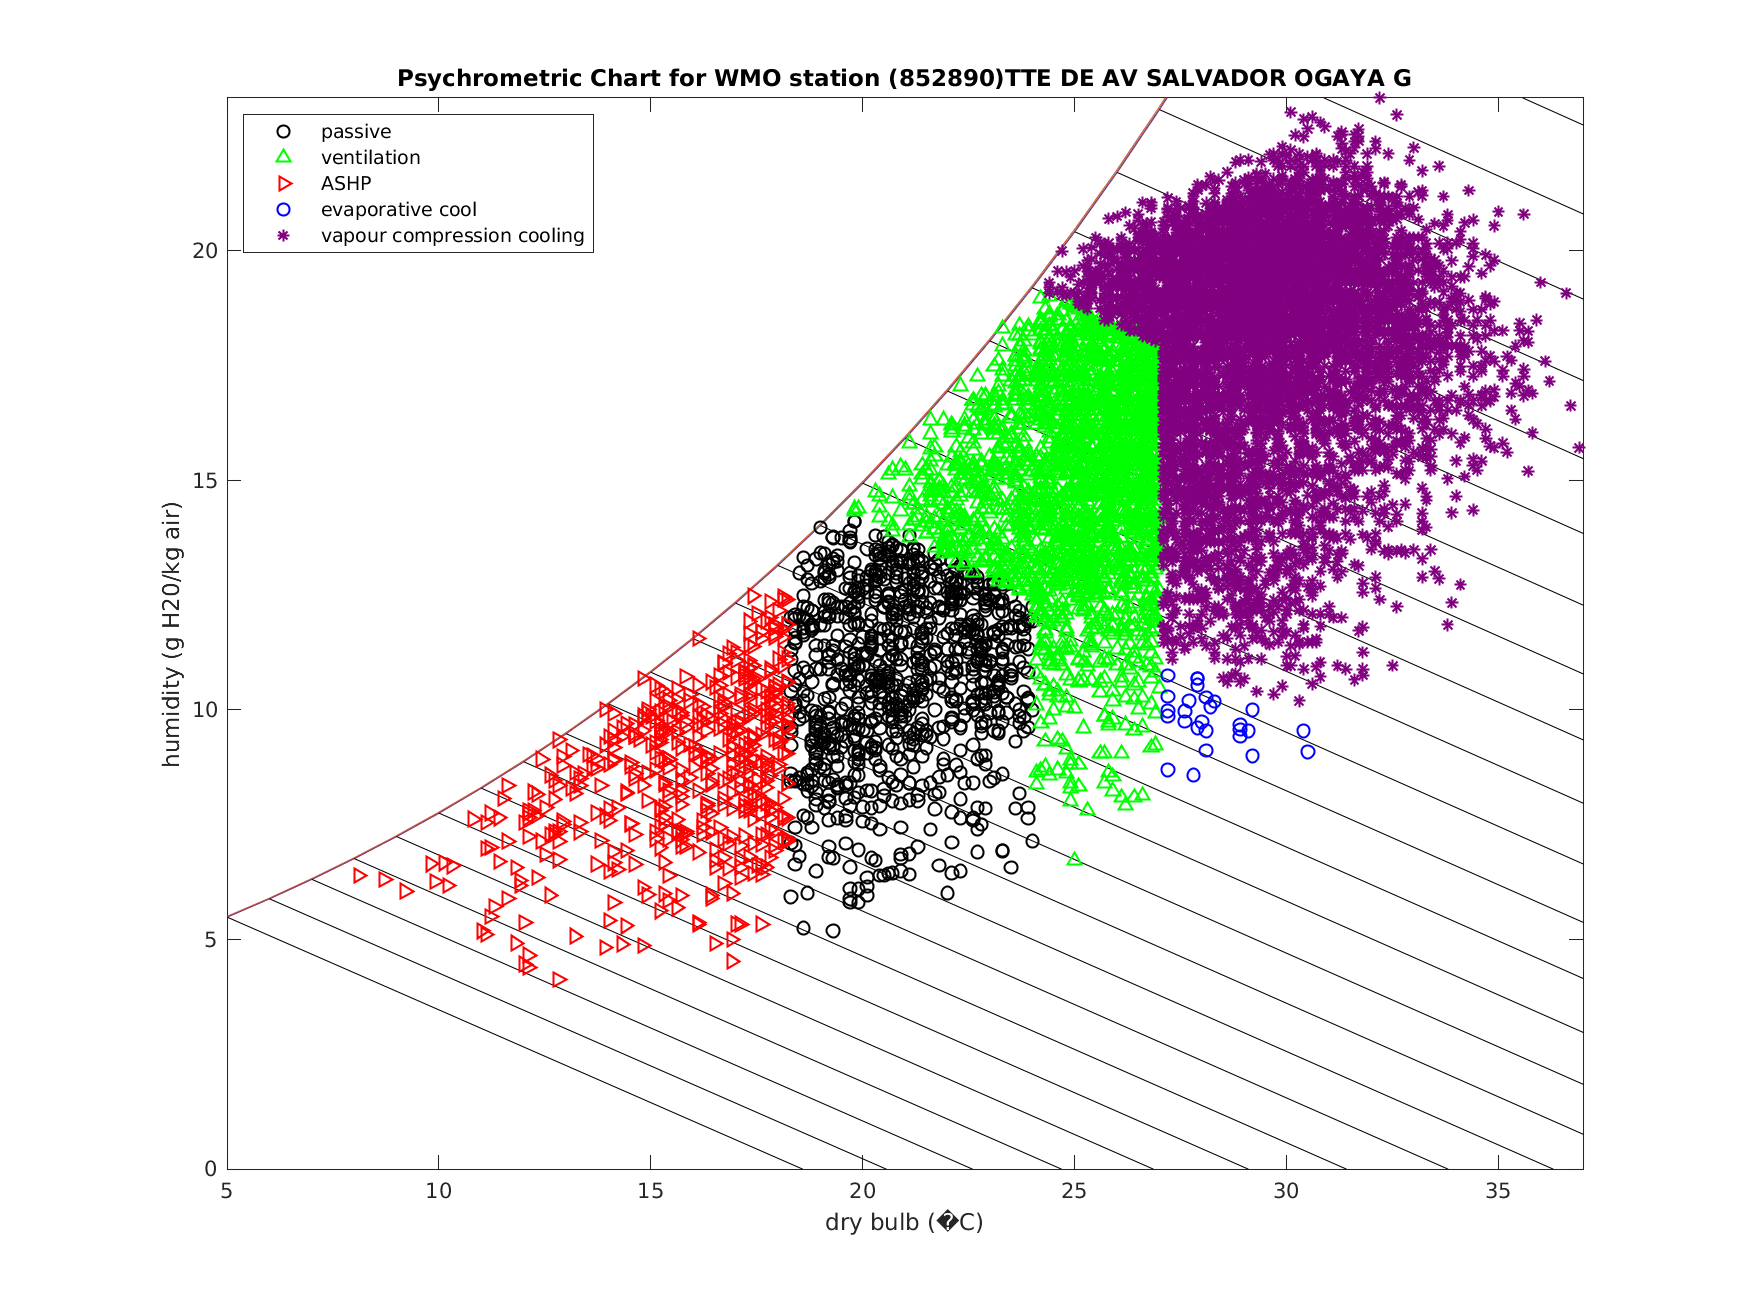 Psychrometric Chart for WMO station (852890)TTE DE AV SALVADOR OGAYA G
passive
ventilation
ASHP
evaporative cool
vapour compression cooling
20
15
10
5
0
humidity (g H20/kg air)
5 10 15 20 25 30 35
dry bulb (�C)